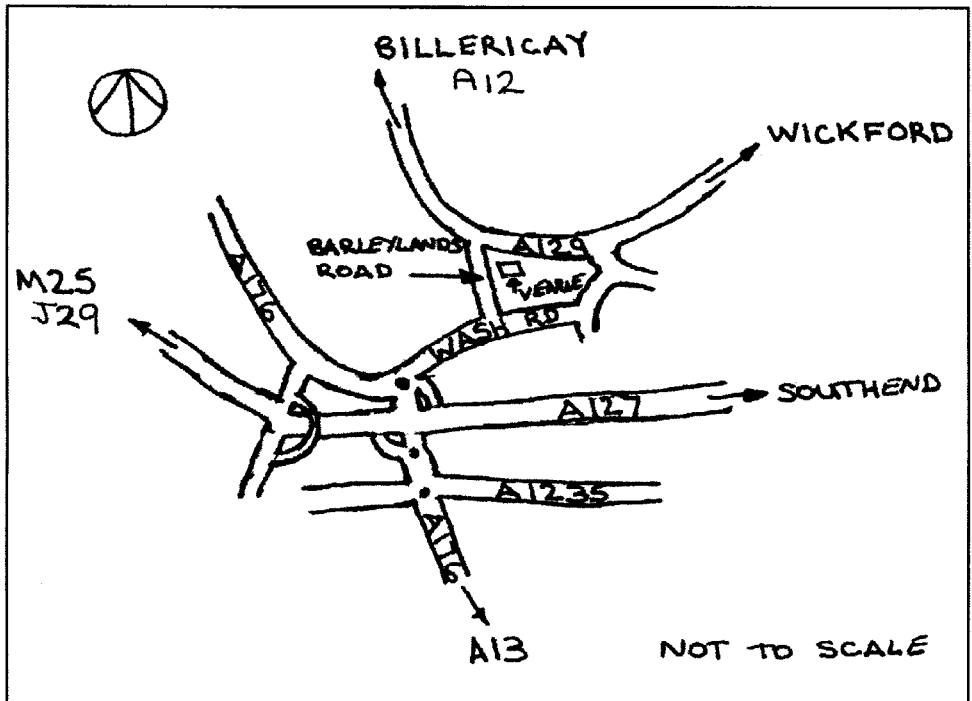 BILLERICAY
A12
WICKFORD
BARLEYLANDS
ROAD
A129
VENUE
A176
M25
J29
WASH RD
SOUTHEND
A127
A1235
A176
A13
NOT TO SCALE